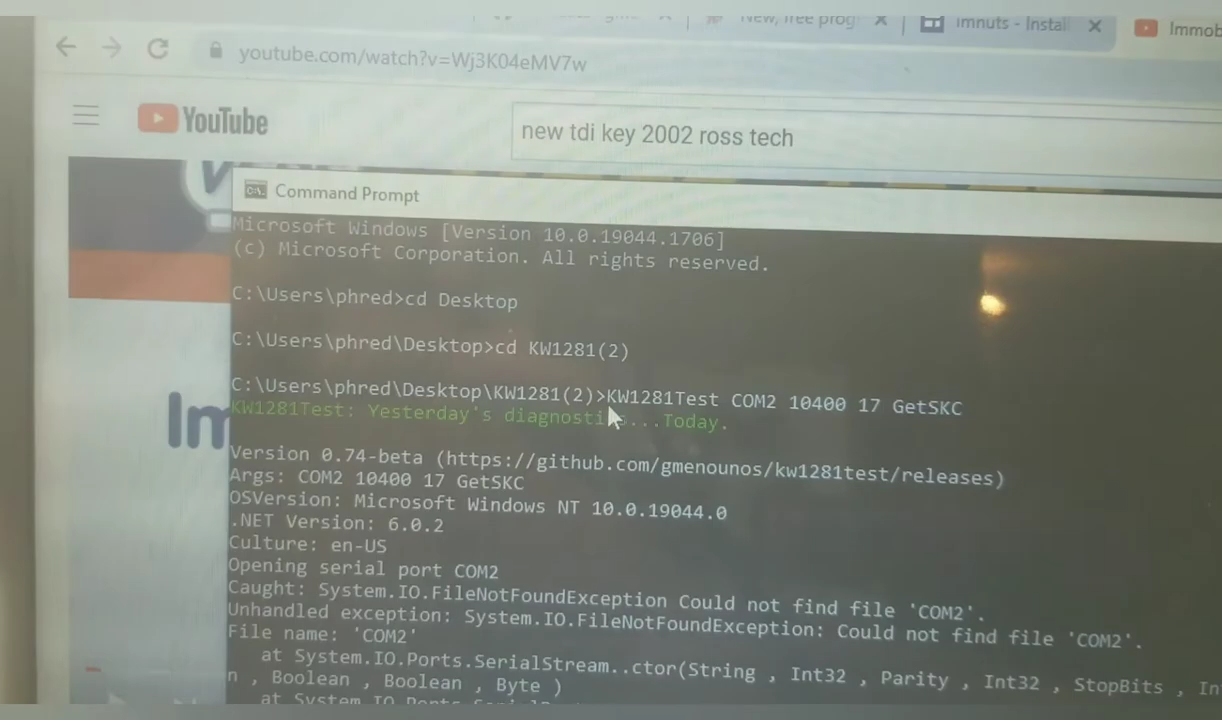 New, free prog
imnuts - Instal
Immob
youtube.com/watch?v=Wj3K04eMV7w
YouTube
new tdi key 2002 ross tech
Command Prompt
Microsoft Windows [Version 10.0.19044.1706]
(c) Microsoft Corporation. All rights reserved.
C:\Users\phred>cd Desktop
C:\Users\phred\Desktop>cd KW1281(2)
C:\Users\phred\Desktop\KW1281(2)>KW1281Test COM2 10400 17 GetSKC
Im
KW1281Test: Yesterday's diagnosti...Today.
Version 0.74-beta (https://github.com/gmenounos/kw1281test/releases)
Args: COM2 10400 17 GetSKC
OSVersion: Microsoft Windows NT 10.0.19044.0
.NET Version: 6.0.2
Culture: en-US
Opening serial port COM2
Caught: System.IO.FileNotFoundException Could not find file 'COM2'.
Unhandled exception: System.IO.FileNotFoundException: Could not find file 'COM2'.
File name: 'COM2'
at System.IO.Ports.SerialStream..ctor(String , Int32 , Parity , Int32 , StopBits , In
n , Boolean , Boolean , Byte )